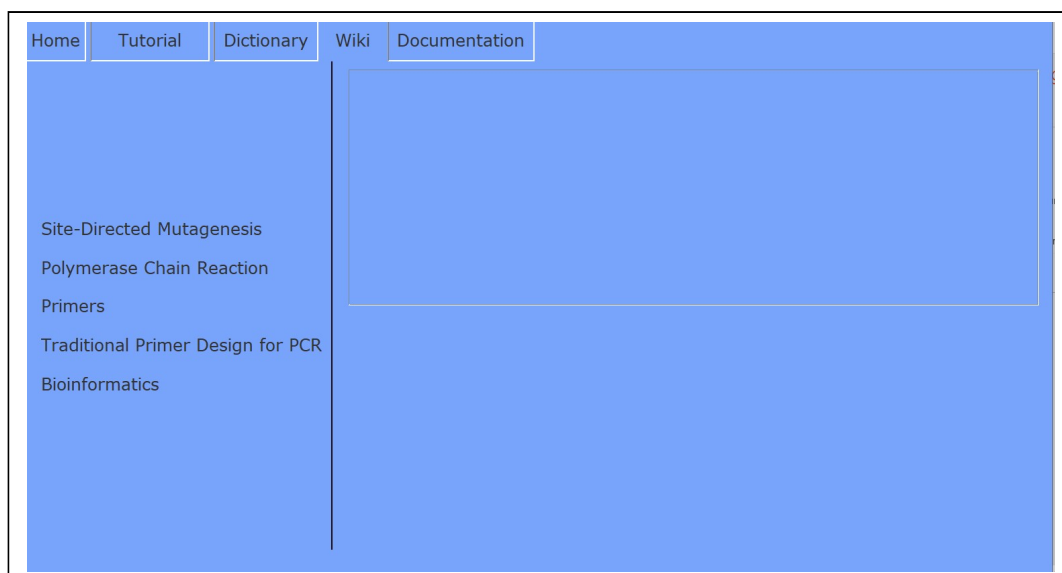 Home Tutorial Dictionary Wiki Documentation
Site-Directed Mutagenesis
Polymerase Chain Reaction
Primers
Traditional Primer Design for PCR
Bioinformatics